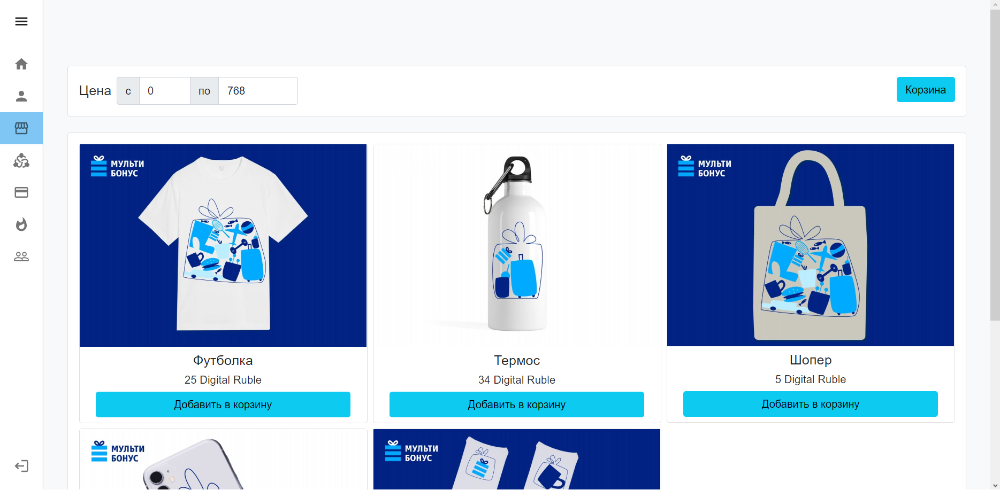 Цена с 0 по 768
Корзина
МУЛЬТИ
БОНУС
МУЛЬТИ
БОНУС
Футболка
25 Digital Ruble
Добавить в корзину
Термос
34 Digital Ruble
Добавить в корзину
Шопер
5 Digital Ruble
Добавить в корзину
МУЛЬТИ
БОНУС
МУЛЬТИ
БОНУС